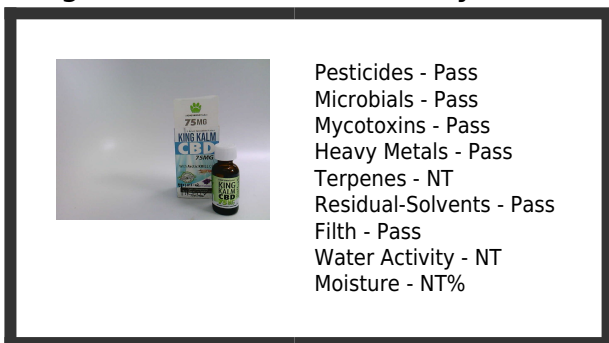 75MG
KING KALM
CBD
75MG
KING
KALM
CBD
Pesticides - Pass
Microbials - Pass
Mycotoxins - Pass
Heavy Metals - Pass
Terpenes - NT
Residual-Solvents - Pass
Filth - Pass
Water Activity - NT
Moisture - NT%